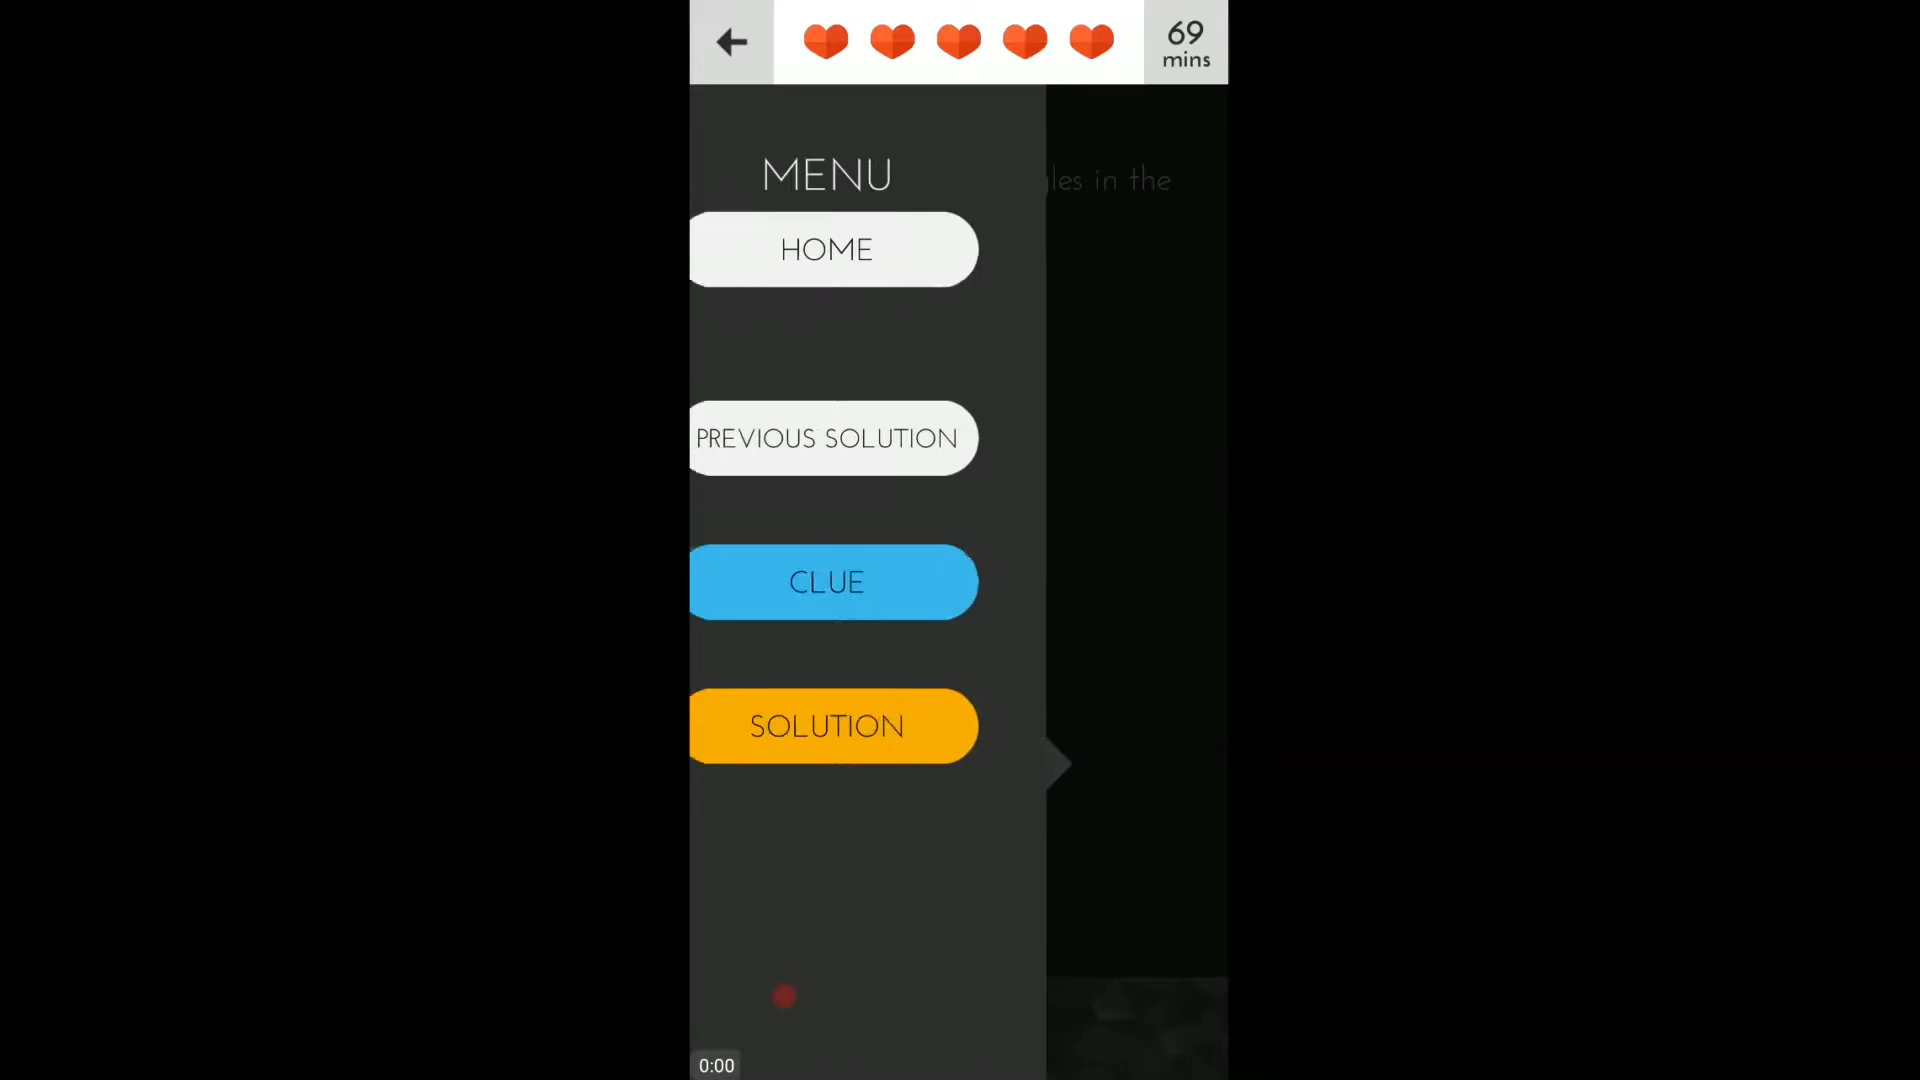 69
mins
MENU
les in the
HOME
PREVIOUS SOLUTION
CLUE
SOLUTION
0:00